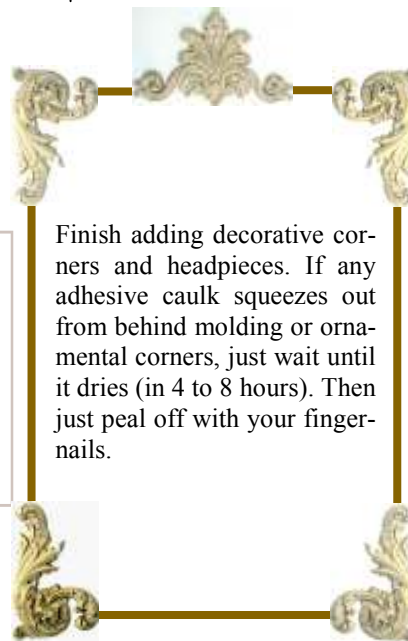 Finish adding decorative cor-
ners and headpieces. If any
adhesive caulk squeezes out
from behind molding or orna-
mental corners, just wait until
it dries (in 4 to 8 hours). Then
just peal off with your finger-
nails.